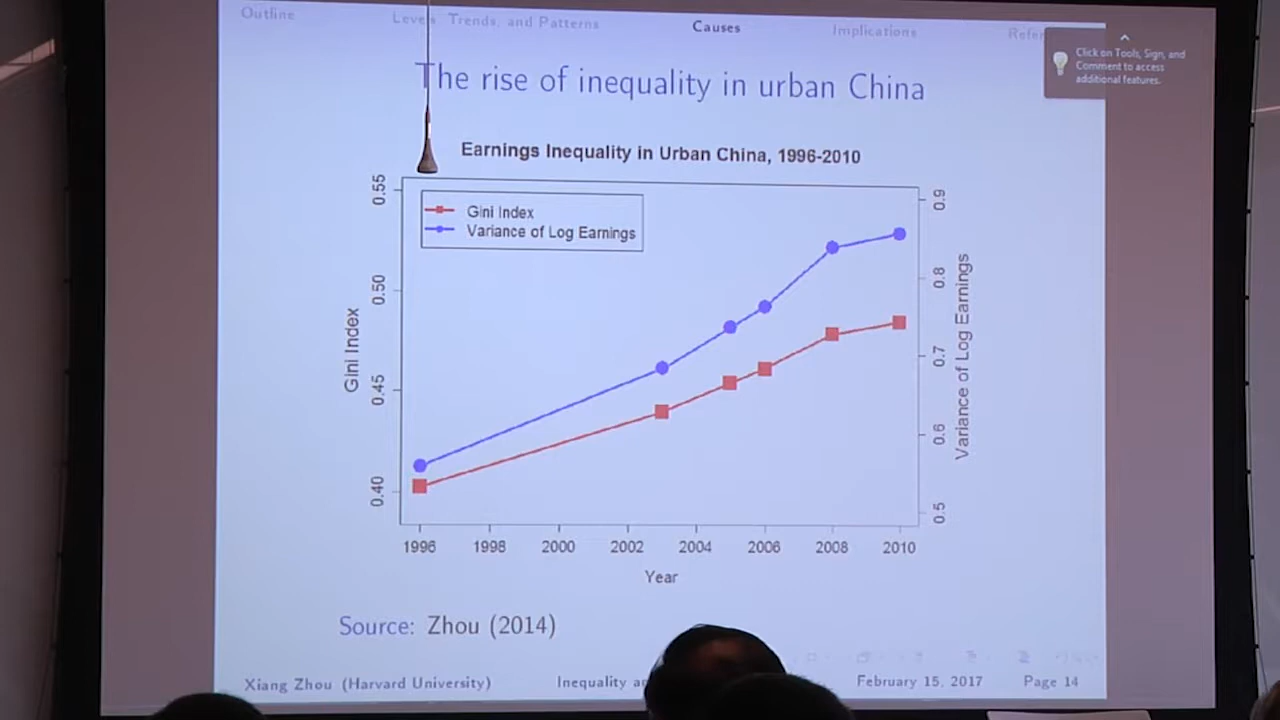 Outline Levels, Trends, and Patterns Causes Implications
Click on Tools, Sign, and
Comment to access
additional features.
The rise of inequality in urban China
Earnings Inequality in Urban China, 1996-2010
Gini Index
Variance of Log Earnings
Gini Index
0.55
0.50
0.45
0.40
0.9
0.8
0.7
0.6
0.5
Variance of Log Earnings
1996 1998 2000 2002 2004 2006 2008 2010
Year
Source: Zhou (2014)
Xiang Zhou (Harvard University) Inequality February 15, 2017 Page 14